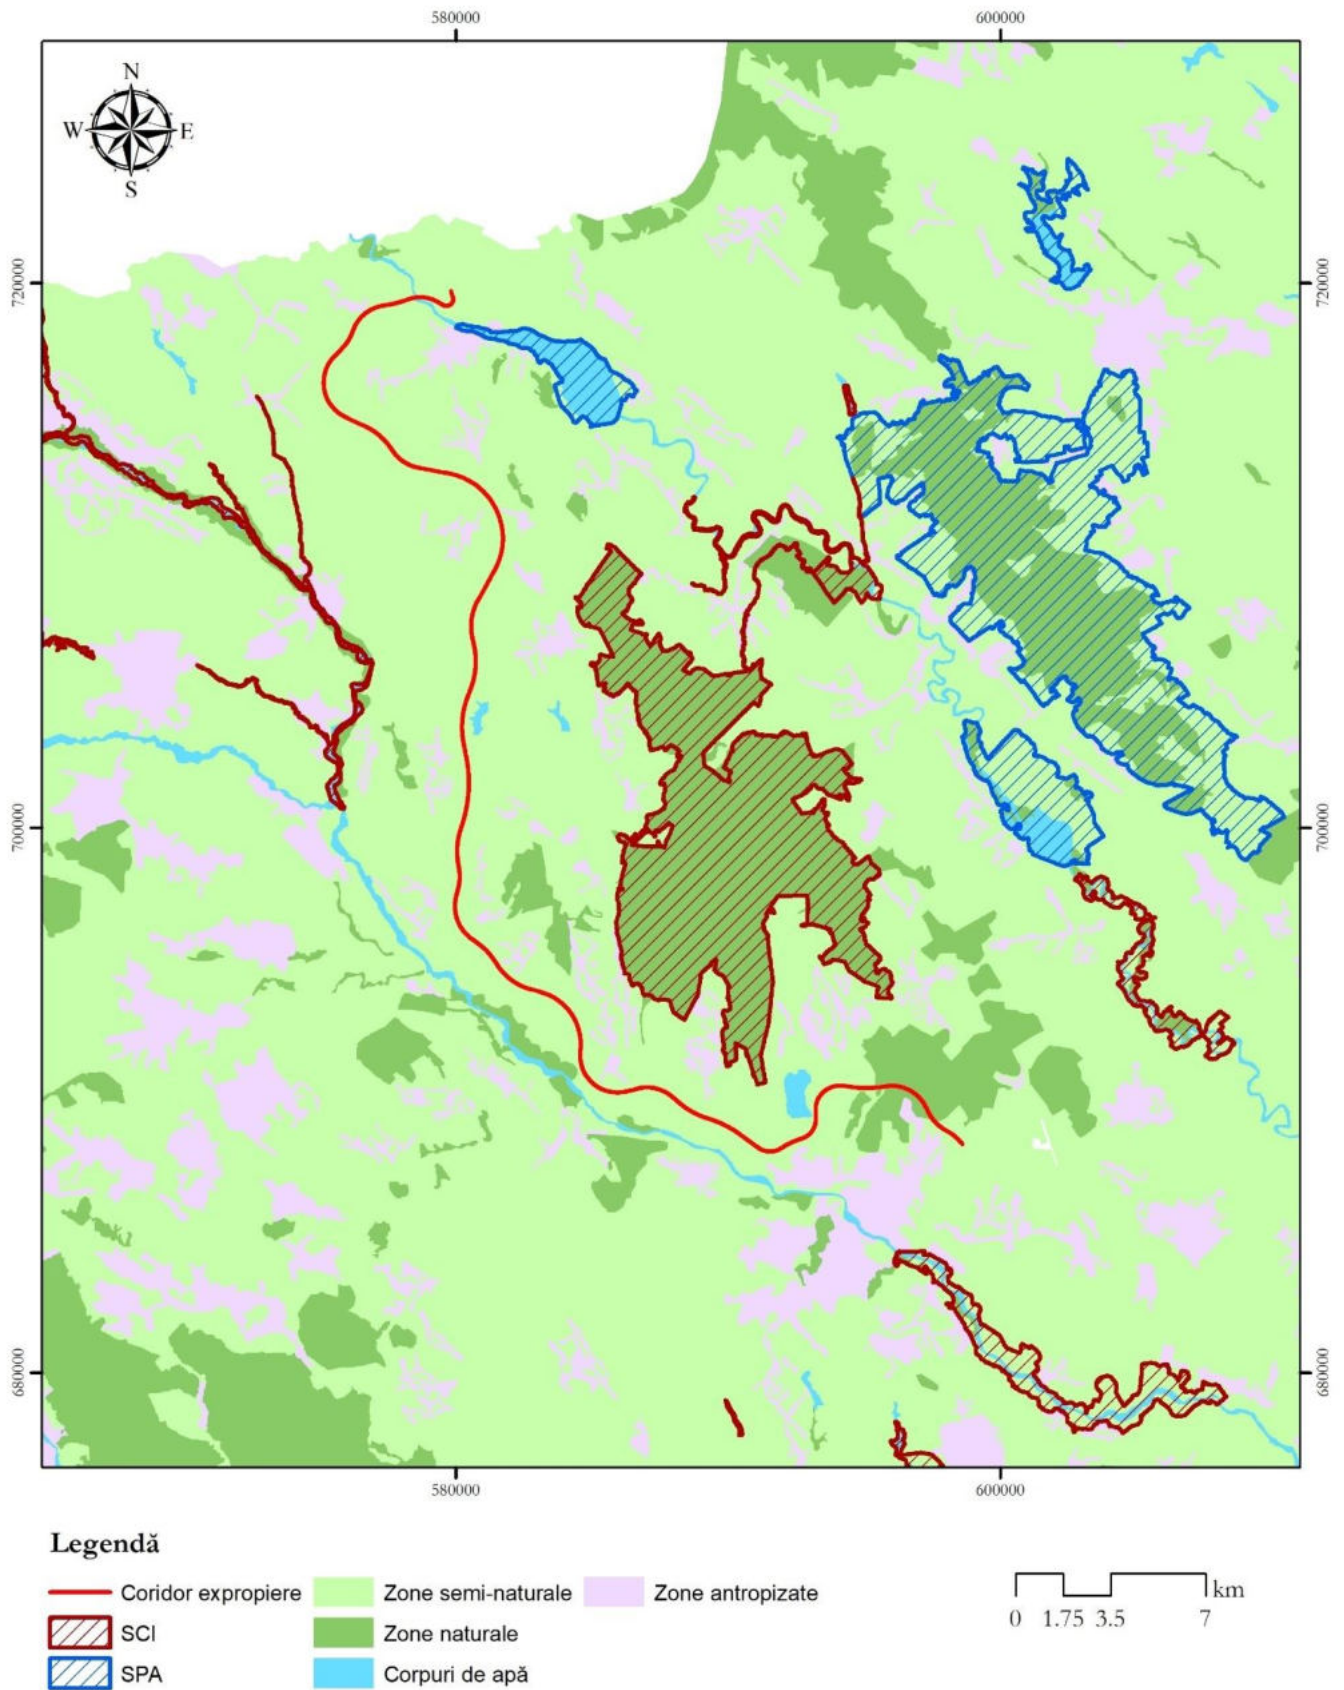 580000 600000
N
W E
S
720000 720000
700000 700000
680000 680000
580000 600000
Legendă
Coridor expropiere Zone semi-naturale Zone antropizate
SCI Zone naturale
SPA Corpuri de apă
km
0 1.75 3.5 7